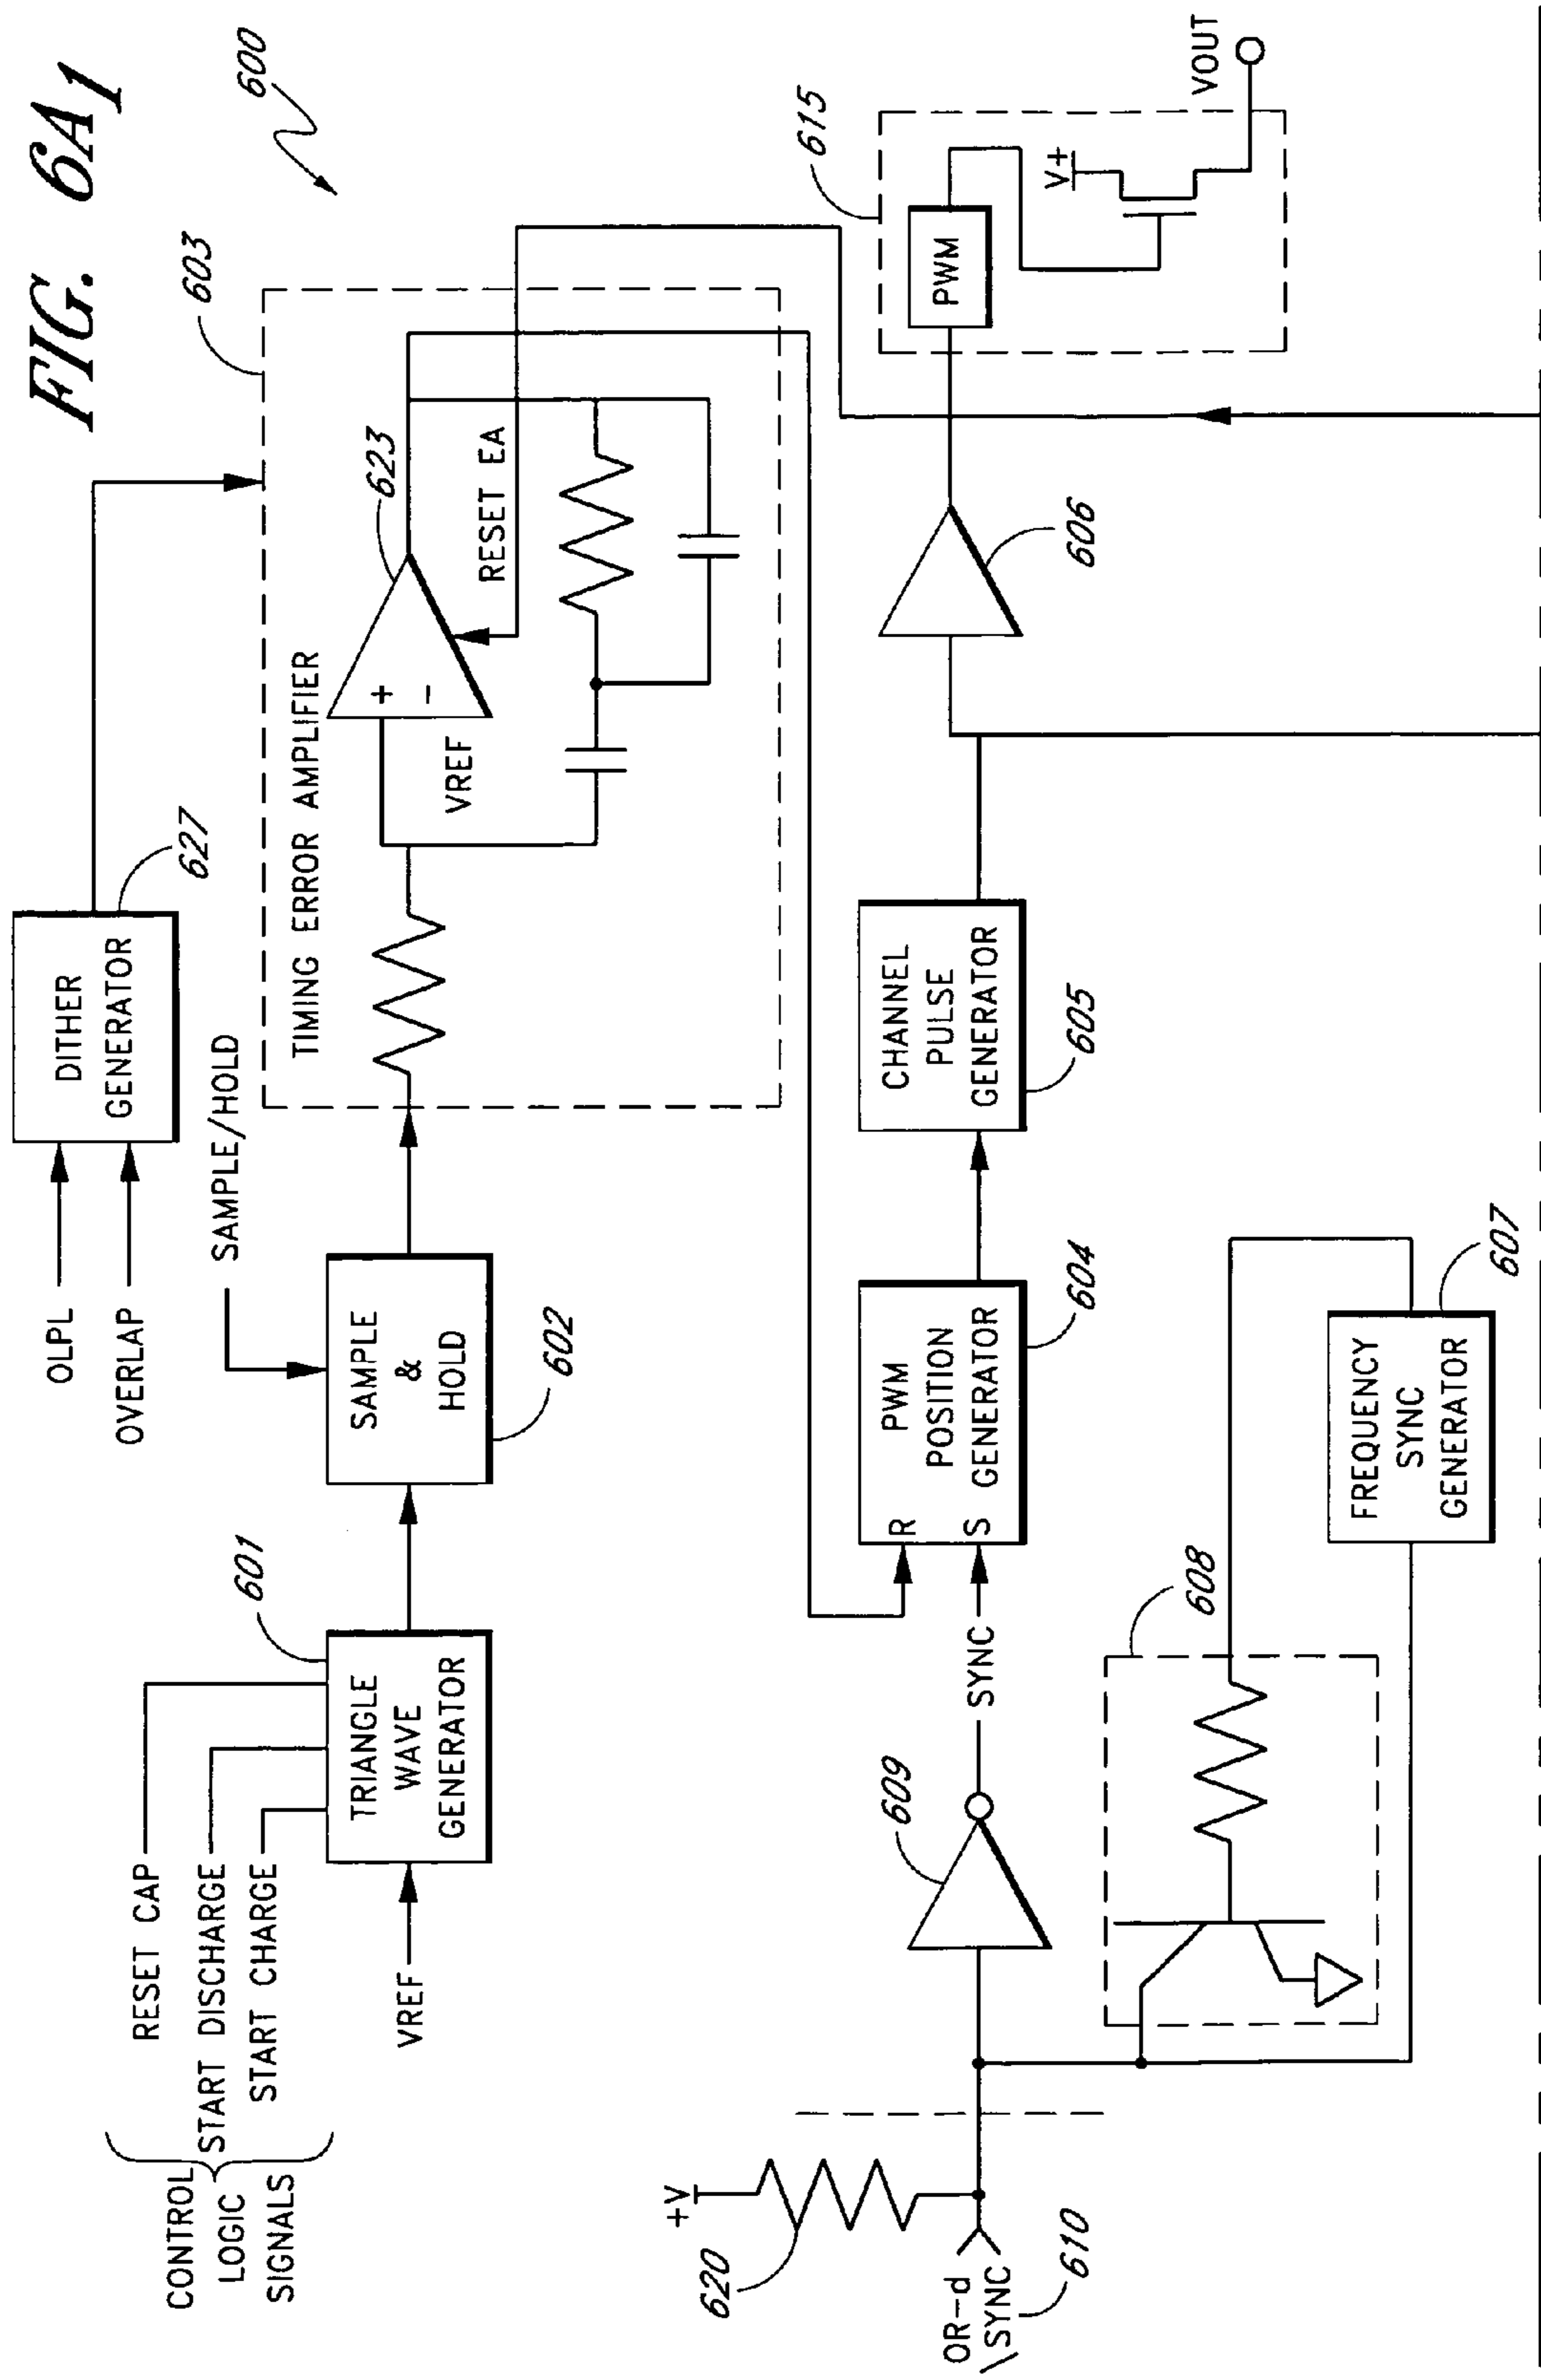 FIG. 6A1
600
CONTROL
LOGIC
SIGNALS
RESET CAP
START DISCHARGE
START CHARGE
VREF
TRIANGLE
WAVE
GENERATOR
601
OLPL
OVERLAP
SAMPLE/HOLD
SAMPLE
&
HOLD
602
DITHER
GENERATOR
627
603
TIMING ERROR AMPLIFIER
+
-
VREF
623
RESET EA
+V
620
OR-d
\SYNC
610
609
SYNC
R
S
PWM
POSITION
GENERATOR
604
CHANNEL
PULSE
GENERATOR
605
606
615
PWM
V+
VOUT
608
FREQUENCY
SYNC
GENERATOR
607